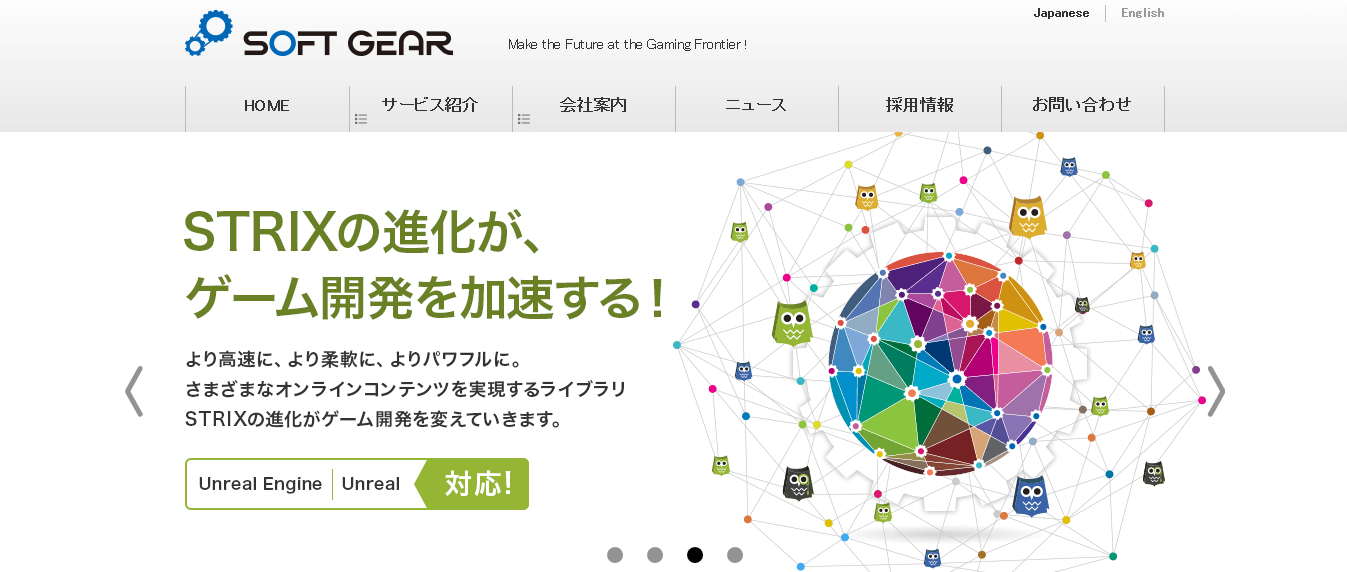 Japanese
English
SOFT GEAR
Make the Future at the Gaming Frontier !
HOME
サービス紹介
会社案内
ニュース
採用情報
お問い合わせ
STRIXの進化が、
ゲーム開発を加速する！
より高速に、より柔軟に、よりパワフルに。
さまざまなオンラインコンテンツを実現するライブラリ
STRIXの進化がゲーム開発を変えていきます。
Unreal Engine
Unreal
対応!